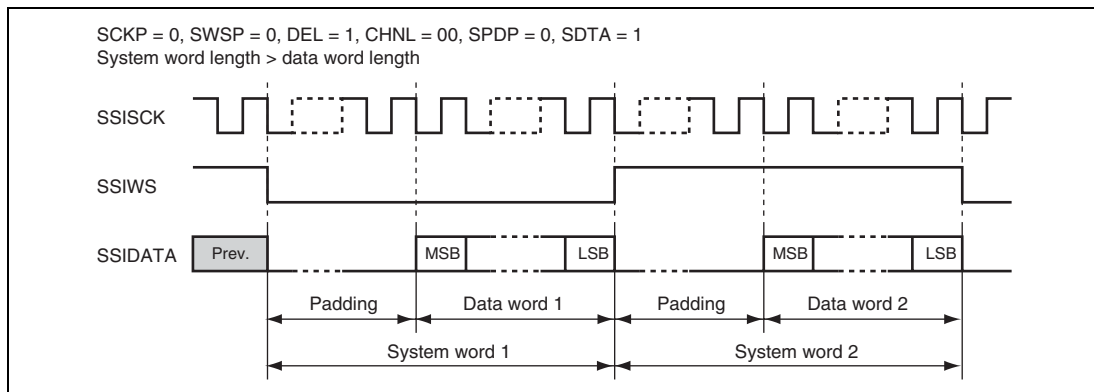 SCKP = 0, SWSP = 0, DEL = 1, CHNL = 00, SPDP = 0, SDTA = 1
System word length > data word length
SSISCK
SSIWS
SSIDATA
Prev.
MSB
LSB
MSB
LSB
Padding
Data word 1
Padding
Data word 2
System word 1
System word 2